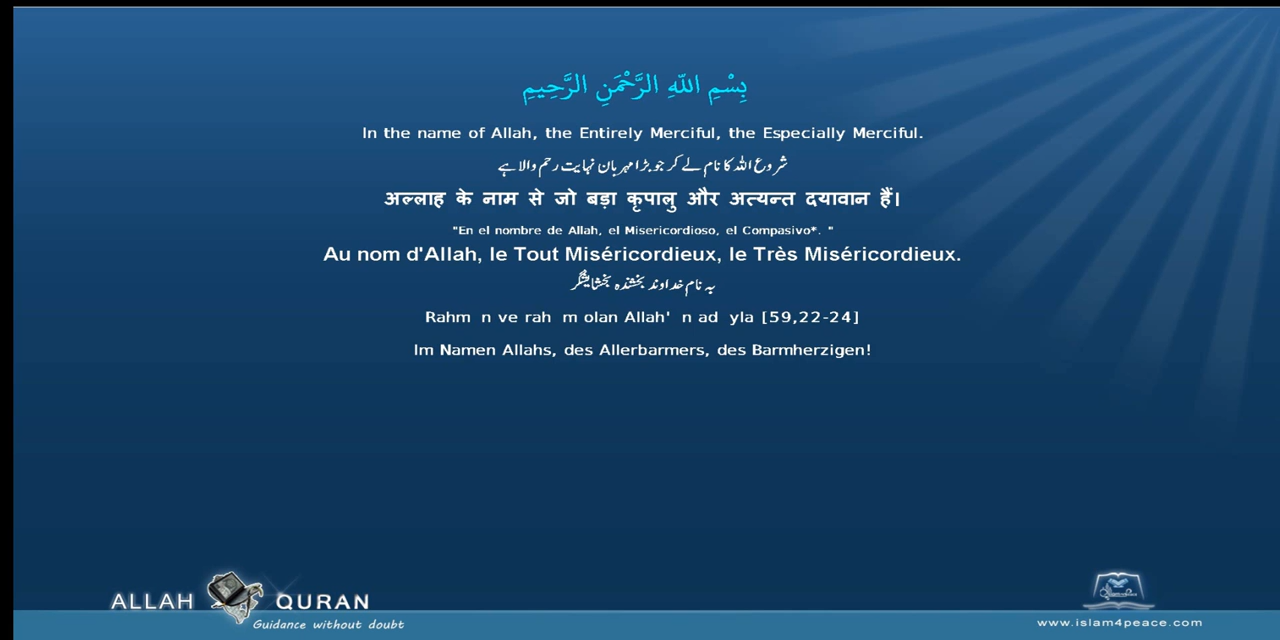 بِسْمِ اللّهِ الرَّحْمَنِ الرَّحِيمِ
In the name of Allah, the Entirely Merciful, the Especially Merciful.
شروع الله کا نام لے کر جو بڑا مہربان نہایت رحم والا ہے
अल्लाह के नाम से जो बड़ा कृपालु और अत्यन्त दयावान हैं।
"En el nombre de Allah, el Misericordioso, el Compasivo*. "
Au nom d'Allah, le Tout Miséricordieux, le Très Miséricordieux.
به نام خداوند بخشنده بخشایشگر
Rahm n ve rah m olan Allah' n ad yla [59,22-24]
Im Namen Allahs, des Allerbarmers, des Barmherzigen!
ALLAH QURAN
Guidance without doubt
www.islam4peace.com